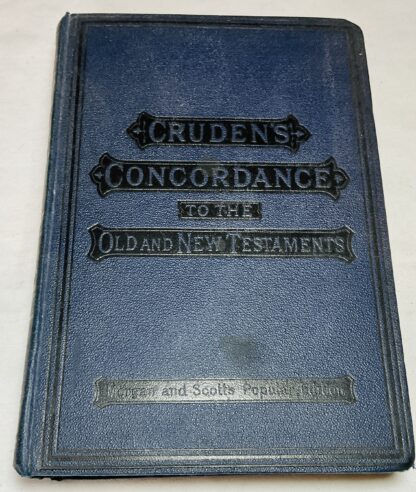 CRUDEN'S
CONCORDANCE
TO THE
OLD AND NEW TESTAMENTS
Morgan and Scott's Popular Edition